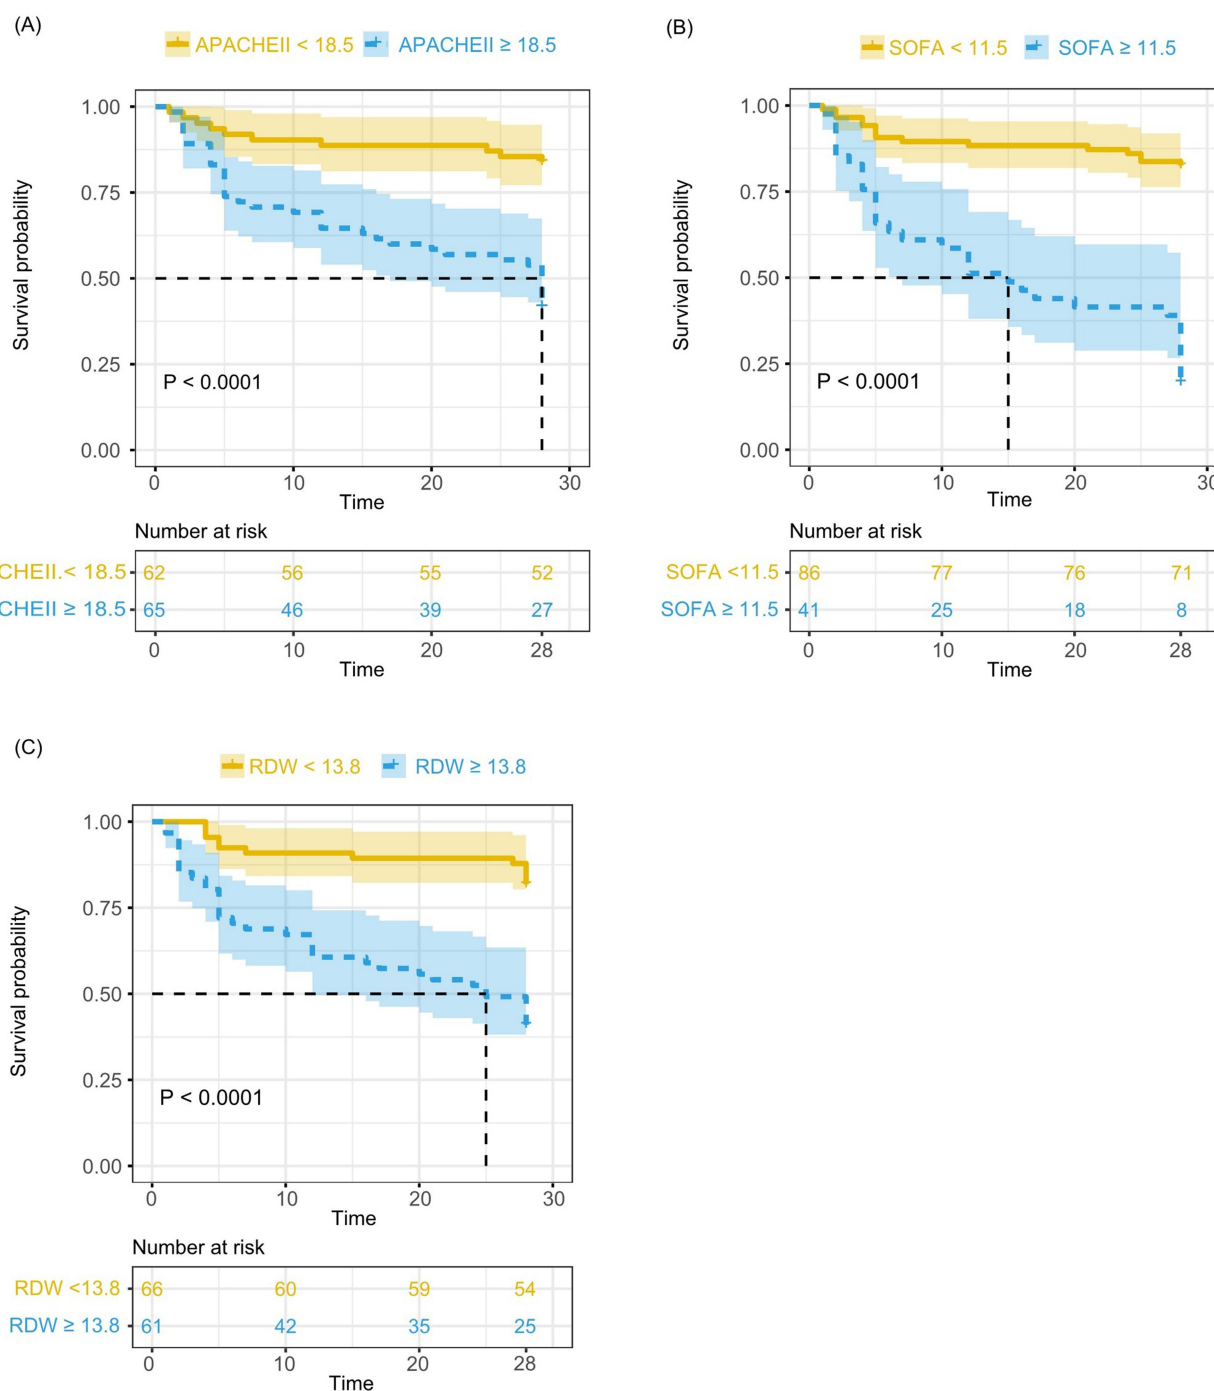 (A)
APACHEII < 18.5 APACHEII ≥ 18.5
1.00
0.75
0.50
0.25
0.00
Survival probability
P < 0.0001
0 10 20 30
Time
Number at risk
CHEII.< 18.5 62 56 55 52
CHEII ≥ 18.5 65 46 39 27
0 10 20 28
Time
(B)
SOFA < 11.5 SOFA ≥ 11.5
1.00
0.75
0.50
0.25
0.00
Survival probability
P < 0.0001
0 10 20 30
Time
Number at risk
SOFA <11.5 86 77 76 71
SOFA ≥ 11.5 41 25 18 8
0 10 20 28
Time
(C)
RDW < 13.8 RDW ≥ 13.8
1.00
0.75
0.50
0.25
0.00
Survival probability
P < 0.0001
0 10 20 30
Time
Number at risk
RDW <13.8 66 60 59 54
RDW ≥ 13.8 61 42 35 25
0 10 20 28
Time